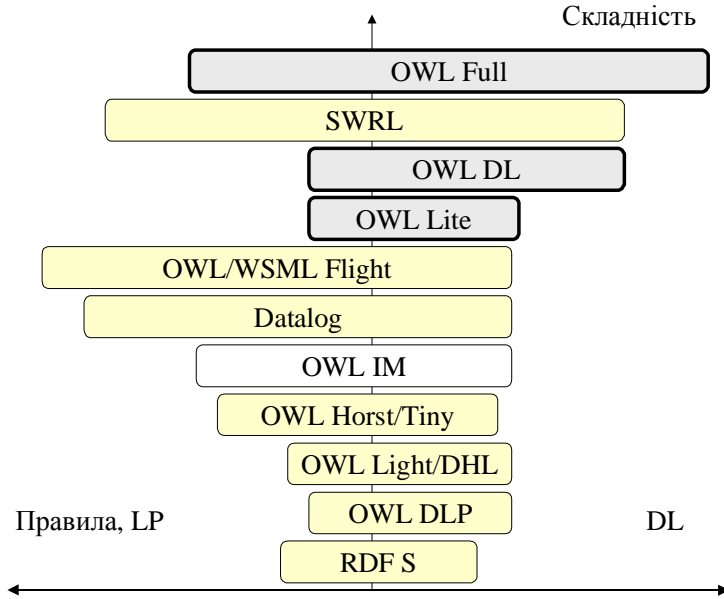 Складність
OWL Full
SWRL
OWL DL
OWL Lite
OWL/WSML Flight
Datalog
OWL IM
OWL Horst/Tiny
OWL Light/DHL
OWL DLP
Правила, LP
DL
RDF S